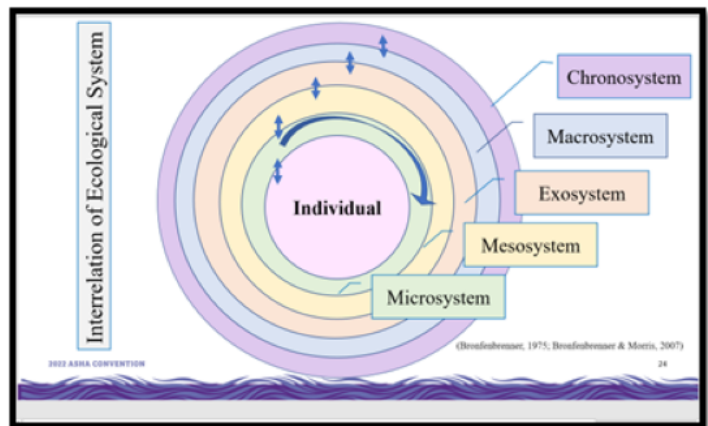 Interrelation of Ecological System
Chronosystem
Macrosystem
Exosystem
Individual
Mesosystem
Microsystem
(Bronfenbrenner, 1975; Bronfenbrenner & Morris, 2007)
2022 ASHA CONVENTION
24